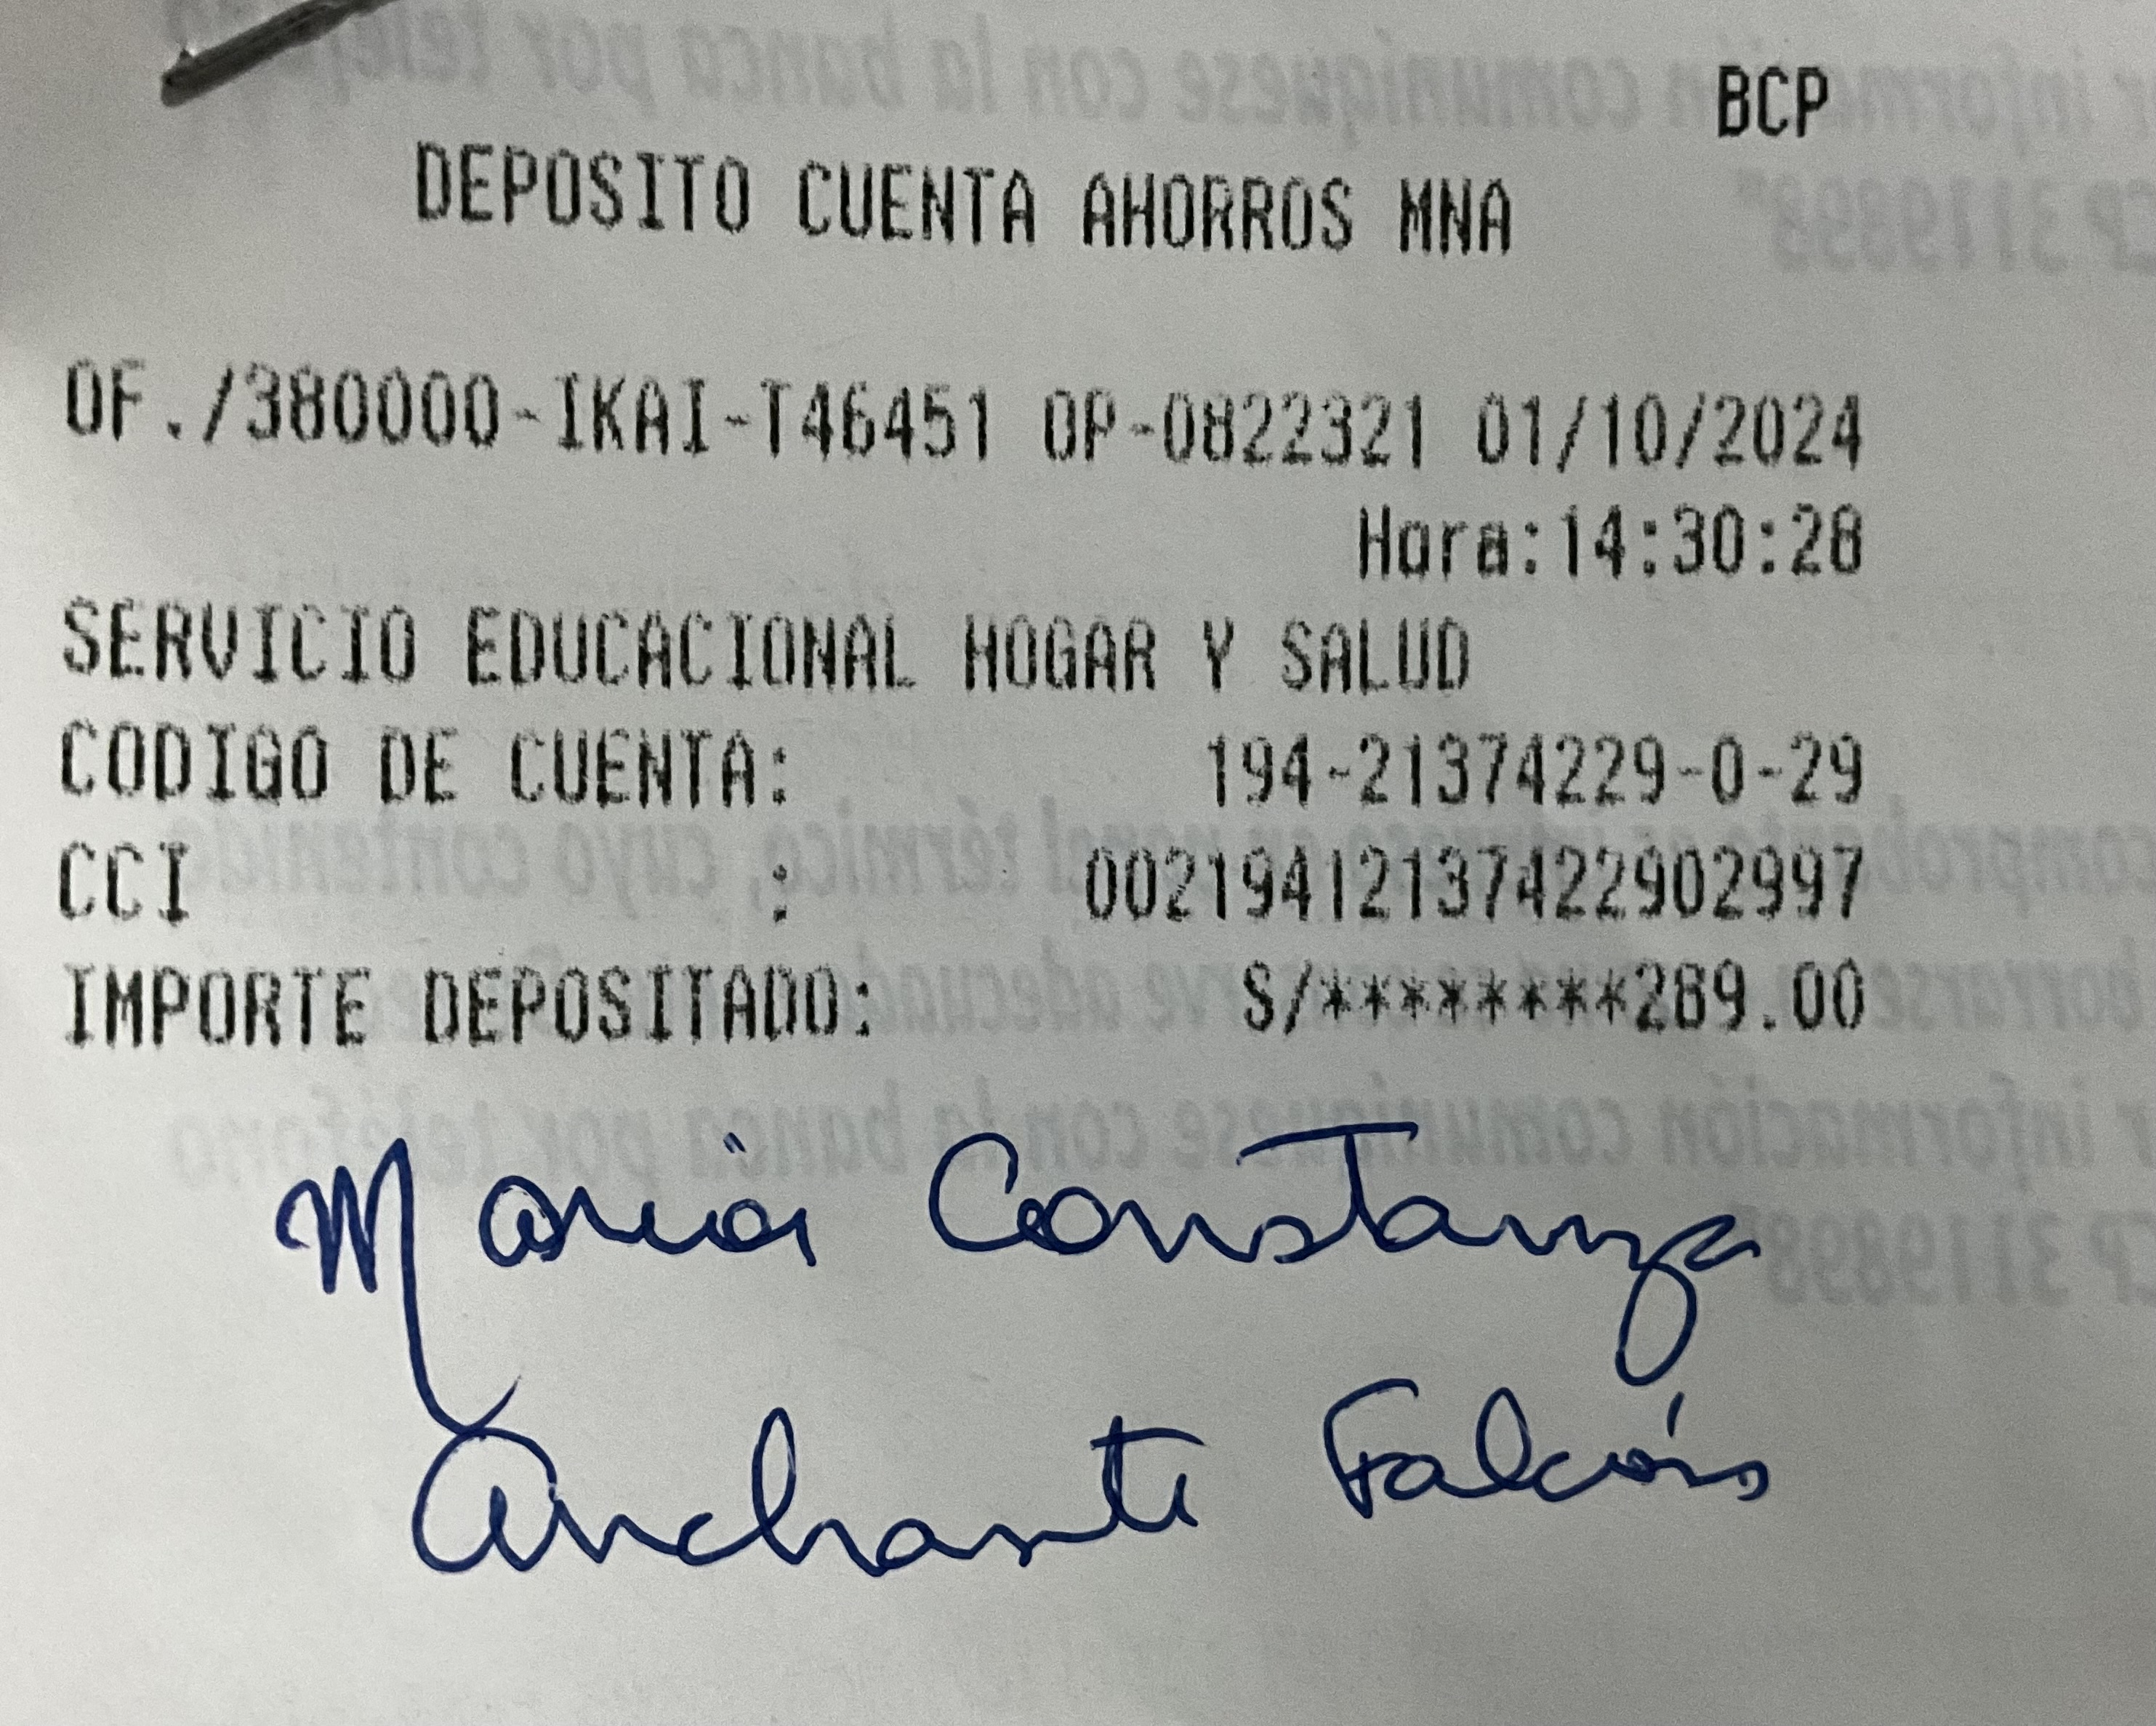 BCP
DEPOSITO CUENTA AHORROS MNA
OF./380000-IKAI-T46451 OP-0822321 01/10/2024
Hora:14:30:28
SERVICIO EDUCACIONAL HOGAR Y SALUD
CODIGO DE CUENTA: 194-21374229-0-29
CCI : 00219412137422902997
IMPORTE DEPOSITADO: S/********289.00
María Constanza
Anchante Falcón